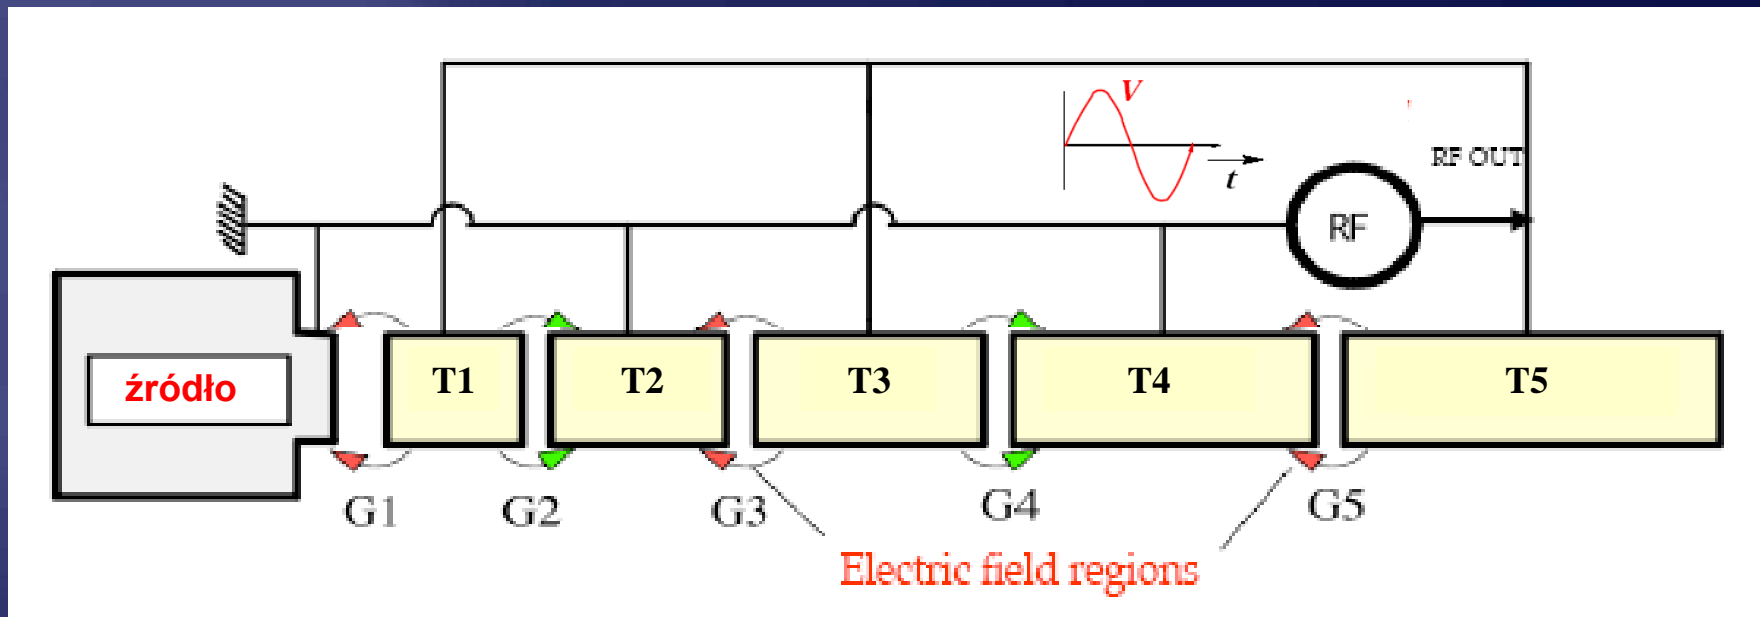 V
t
RF OUT
RF
źródło
T1
T2
T3
T4
T5
G1
G2
G3
G4
G5
Electric field regions